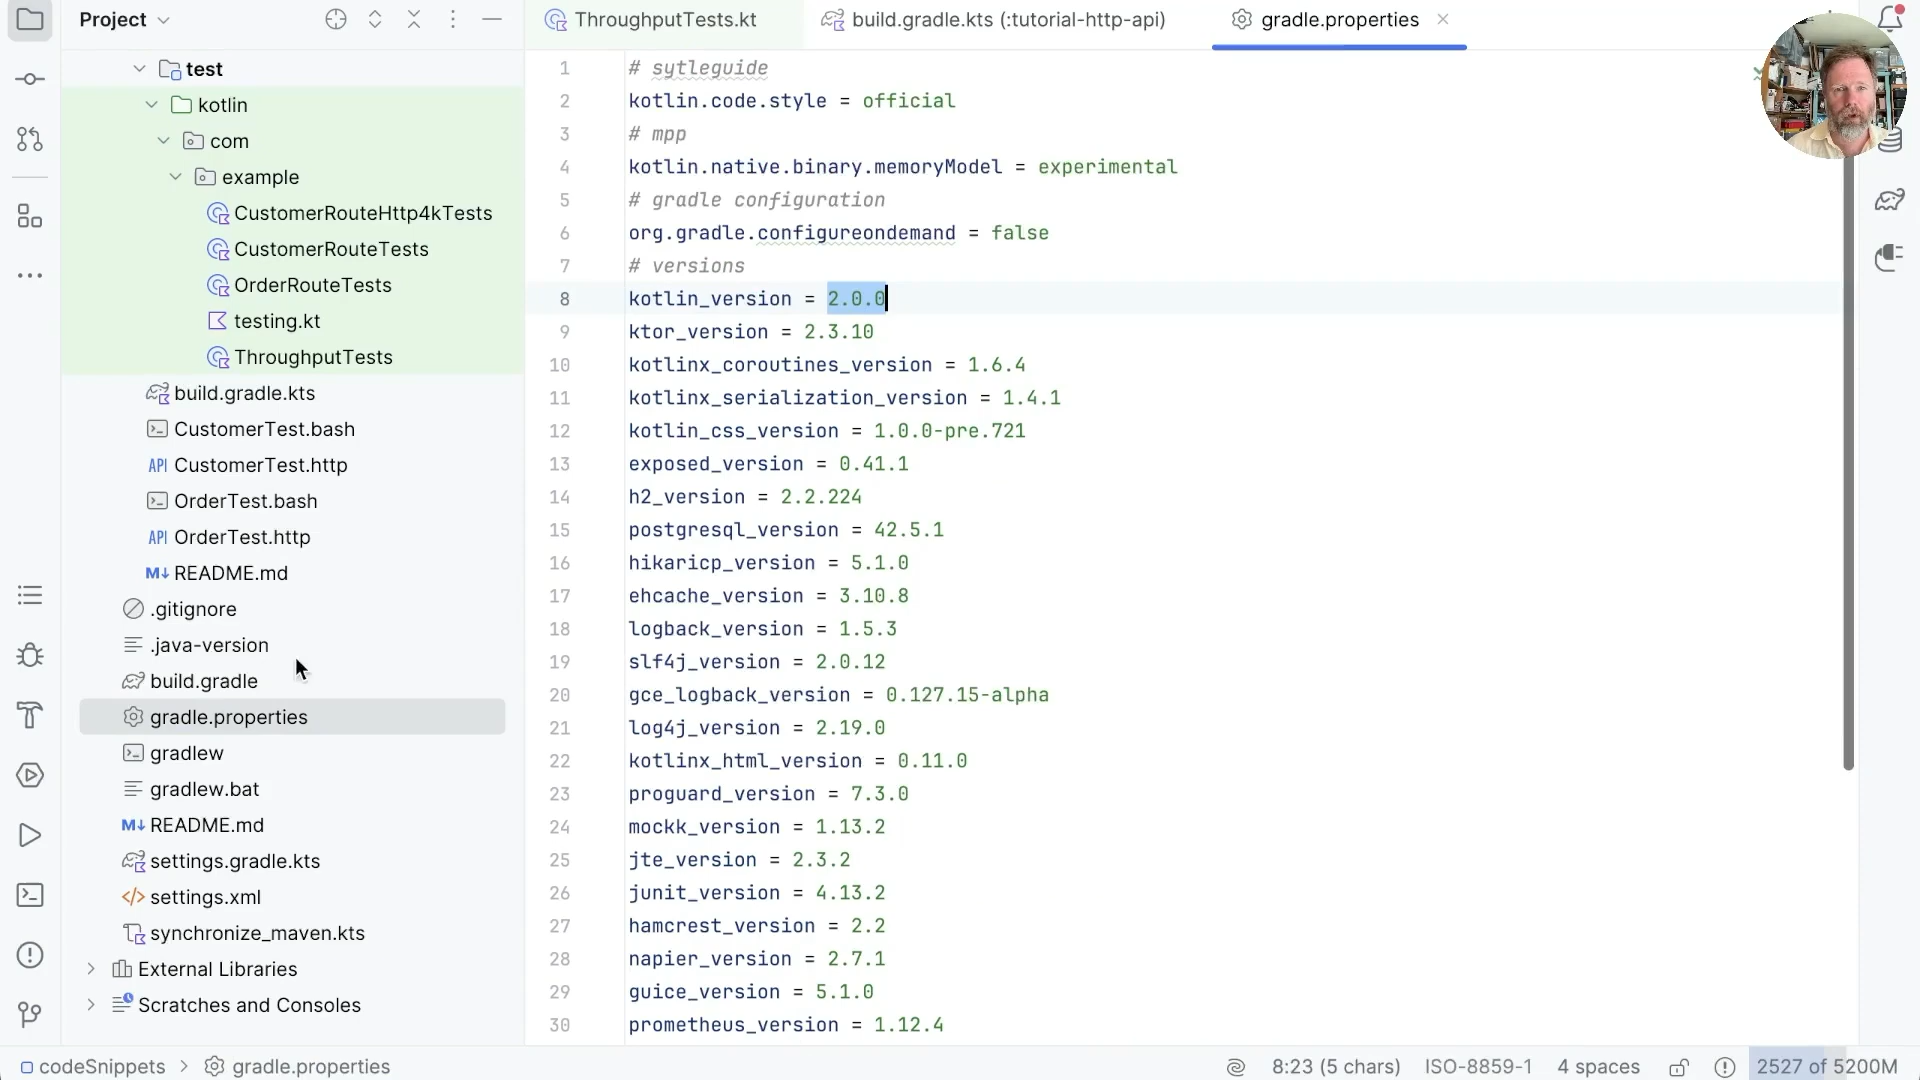 Project
ThroughputTests.kt
build.gradle.kts (:tutorial-http-api)
gradle.properties
test
kotlin
com
example
CustomerRouteHttp4kTests
CustomerRouteTests
OrderRouteTests
testing.kt
ThroughputTests
build.gradle.kts
CustomerTest.bash
API CustomerTest.http
OrderTest.bash
API OrderTest.http
M↓ README.md
.gitignore
.java-version
build.gradle
gradle.properties
gradlew
gradlew.bat
M↓ README.md
settings.gradle.kts
</> settings.xml
synchronize_maven.kts
External Libraries
Scratches and Consoles
1 # sytleguide
2 kotlin.code.style = official
3 # mpp
4 kotlin.native.binary.memoryModel = experimental
5 # gradle configuration
6 org.gradle.configureondemand = false
7 # versions
8 kotlin_version = 2.0.0
9 ktor_version = 2.3.10
10 kotlinx_coroutines_version = 1.6.4
11 kotlinx_serialization_version = 1.4.1
12 kotlin_css_version = 1.0.0-pre.721
13 exposed_version = 0.41.1
14 h2_version = 2.2.224
15 postgresql_version = 42.5.1
16 hikaricp_version = 5.1.0
17 ehcache_version = 3.10.8
18 logback_version = 1.5.3
19 slf4j_version = 2.0.12
20 gce_logback_version = 0.127.15-alpha
21 log4j_version = 2.19.0
22 kotlinx_html_version = 0.11.0
23 proguard_version = 7.3.0
24 mockk_version = 1.13.2
25 jte_version = 2.3.2
26 junit_version = 4.13.2
27 hamcrest_version = 2.2
28 napier_version = 2.7.1
29 guice_version = 5.1.0
30 prometheus_version = 1.12.4
codeSnippets > gradle.properties
8:23 (5 chars) ISO-8859-1 4 spaces 2527 of 5200M